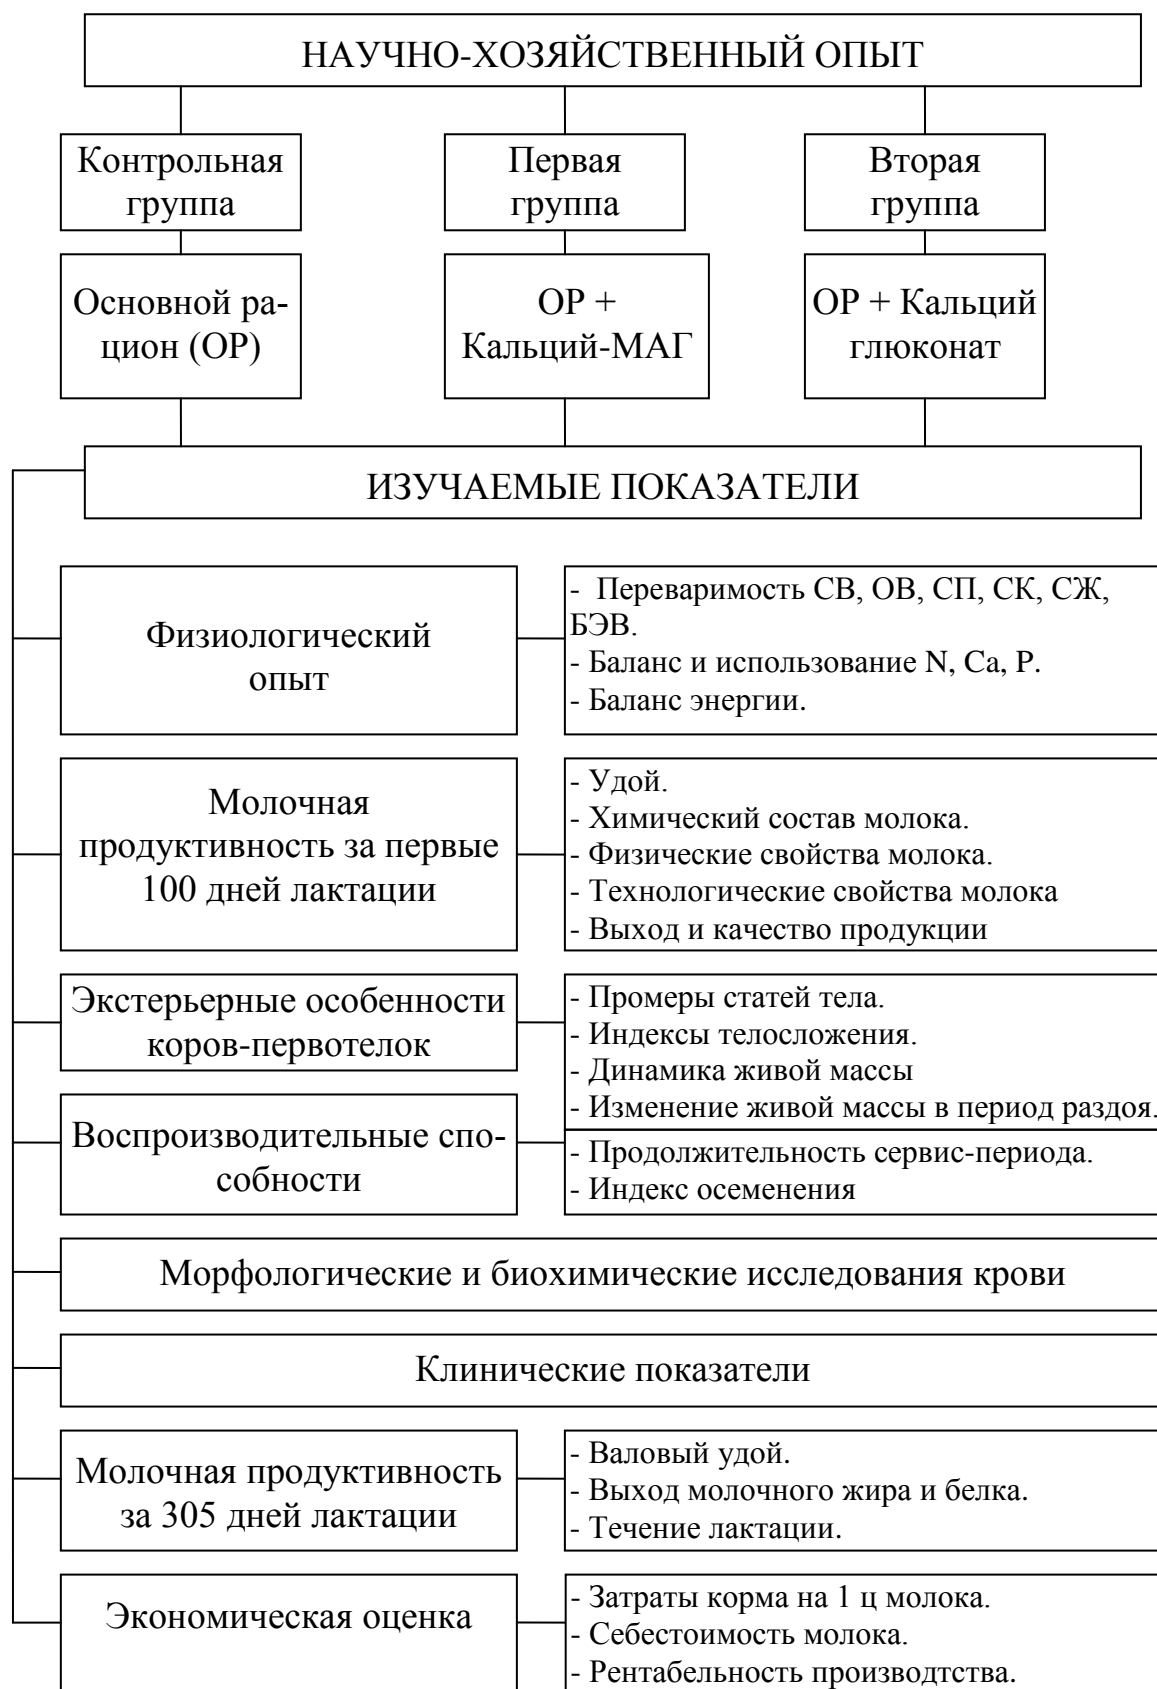 НАУЧНО-ХОЗЯЙСТВЕННЫЙ ОПЫТ
Контрольная
группа
Первая
группа
Вторая
группа
Основной ра-
цион (ОР)
ОР +
Кальций-МАГ
ОР + Кальций
глюконат
ИЗУЧАЕМЫЕ ПОКАЗАТЕЛИ
Физиологический
опыт
- Переваримость СВ, ОВ, СП, СК, СЖ,
БЭВ.
- Баланс и использование N, Ca, P.
- Баланс энергии.
Молочная
продуктивность за первые
100 дней лактации
- Удой.
- Химический состав молока.
- Физические свойства молока.
- Технологические свойства молока
- Выход и качество продукции
Экстерьерные особенности
коров-первотелок
- Промеры статей тела.
- Индексы телосложения.
- Динамика живой массы
- Изменение живой массы в период раздоя.
Воспроизводительные спо-
собности
- Продолжительность сервис-периода.
- Индекс осеменения
Морфологические и биохимические исследования крови
Клинические показатели
Молочная продуктивность
за 305 дней лактации
- Валовый удой.
- Выход молочного жира и белка.
- Течение лактации.
Экономическая оценка
- Затраты корма на 1 ц молока.
- Себестоимость молока.
- Рентабельность производтства.